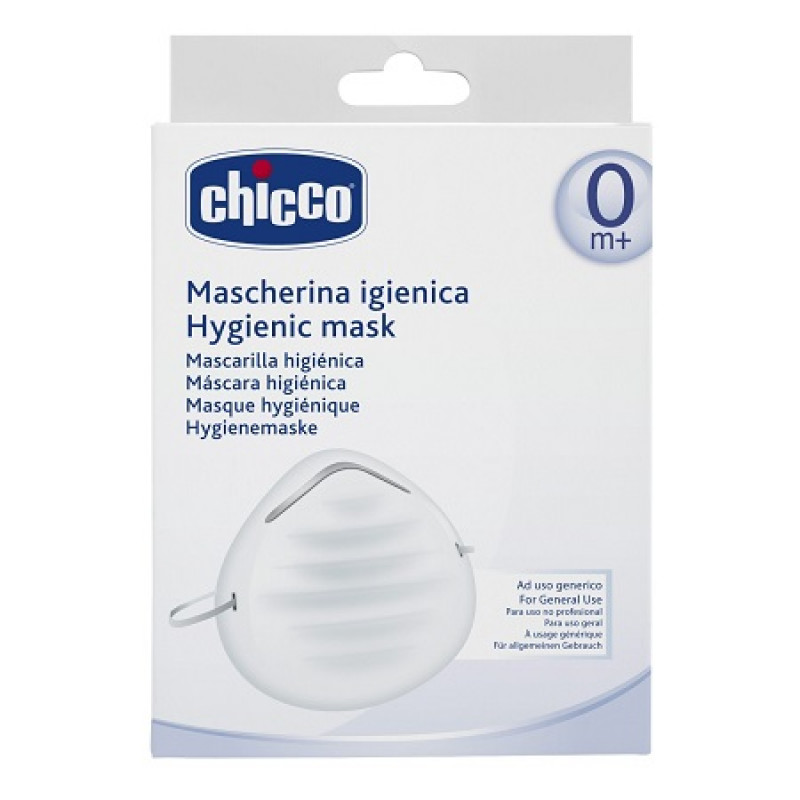 chicco
0
m+
Mascherina igienica
Hygienic mask
Mascarilla higiénica
Máscara higiénica
Masque hygiénique
Hygienemaske
Ad uso generico
For General Use
Para uso no profesional
Para uso geral
À usage générique
Für allgemeinen Gebrauch